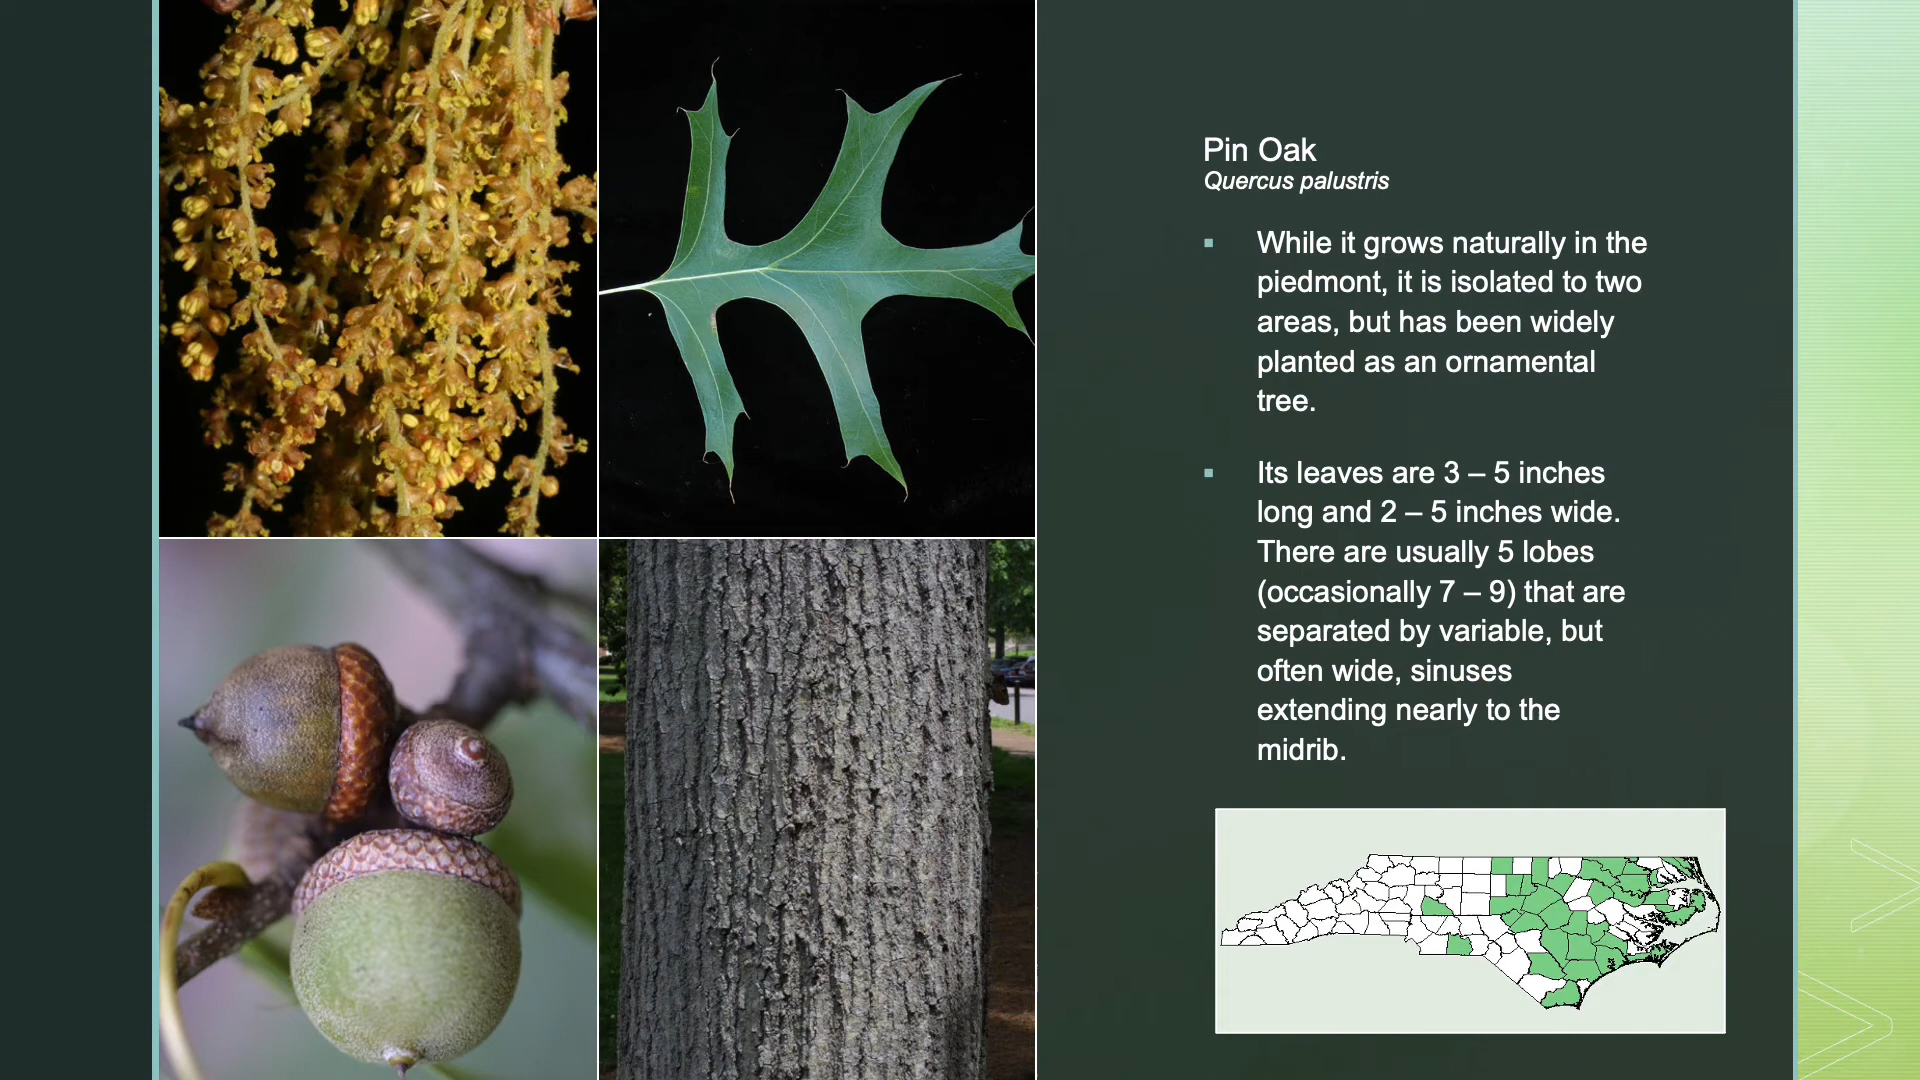 Pin Oak
Quercus palustris
While it grows naturally in the
piedmont, it is isolated to two
areas, but has been widely
planted as an ornamental
tree.
Its leaves are 3 – 5 inches
long and 2 – 5 inches wide.
There are usually 5 lobes
(occasionally 7 – 9) that are
separated by variable, but
often wide, sinuses
extending nearly to the
midrib.